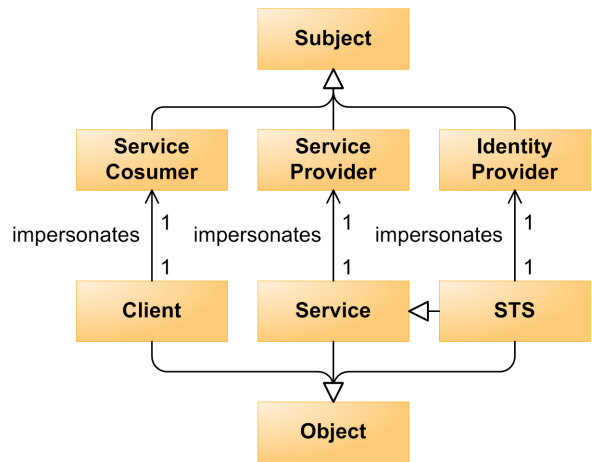 Subject
Service
Cosumer
Service
Provider
Identity
Provider
impersonates
1
1
impersonates
1
1
impersonates
1
1
Client
Service
STS
Object